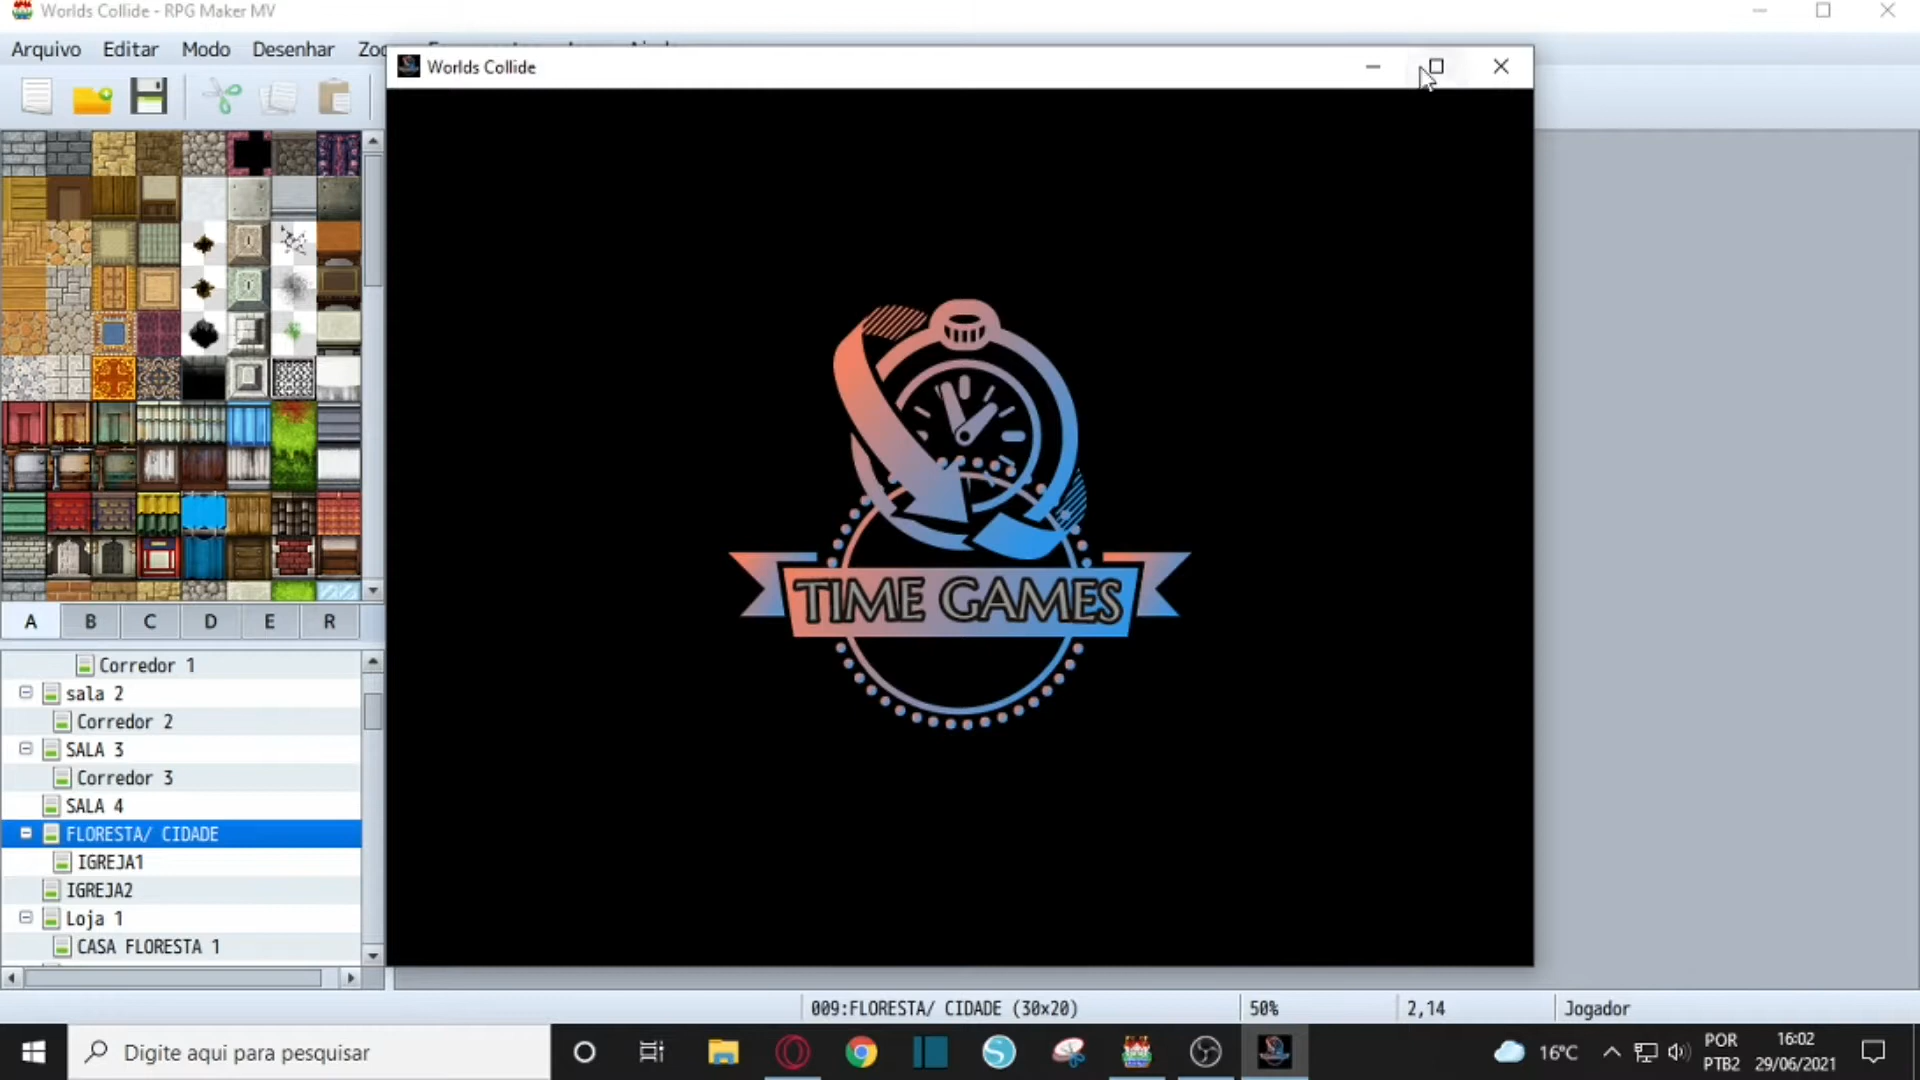 Worlds Collide - RPG Maker MV
Arquivo Editar Modo Desenhar Zoo
Worlds Collide
TIME GAMES
A B C D E R
Corredor 1
sala 2
Corredor 2
SALA 3
Corredor 3
SALA 4
FLORESTA/ CIDADE
IGREJA1
IGREJA2
Loja 1
CASA FLORESTA 1
009:FLORESTA/ CIDADE (30x20) 50% 2,14 Jogador
Digite aqui para pesquisar
16°C
POR
PTB2
16:02
29/06/2021